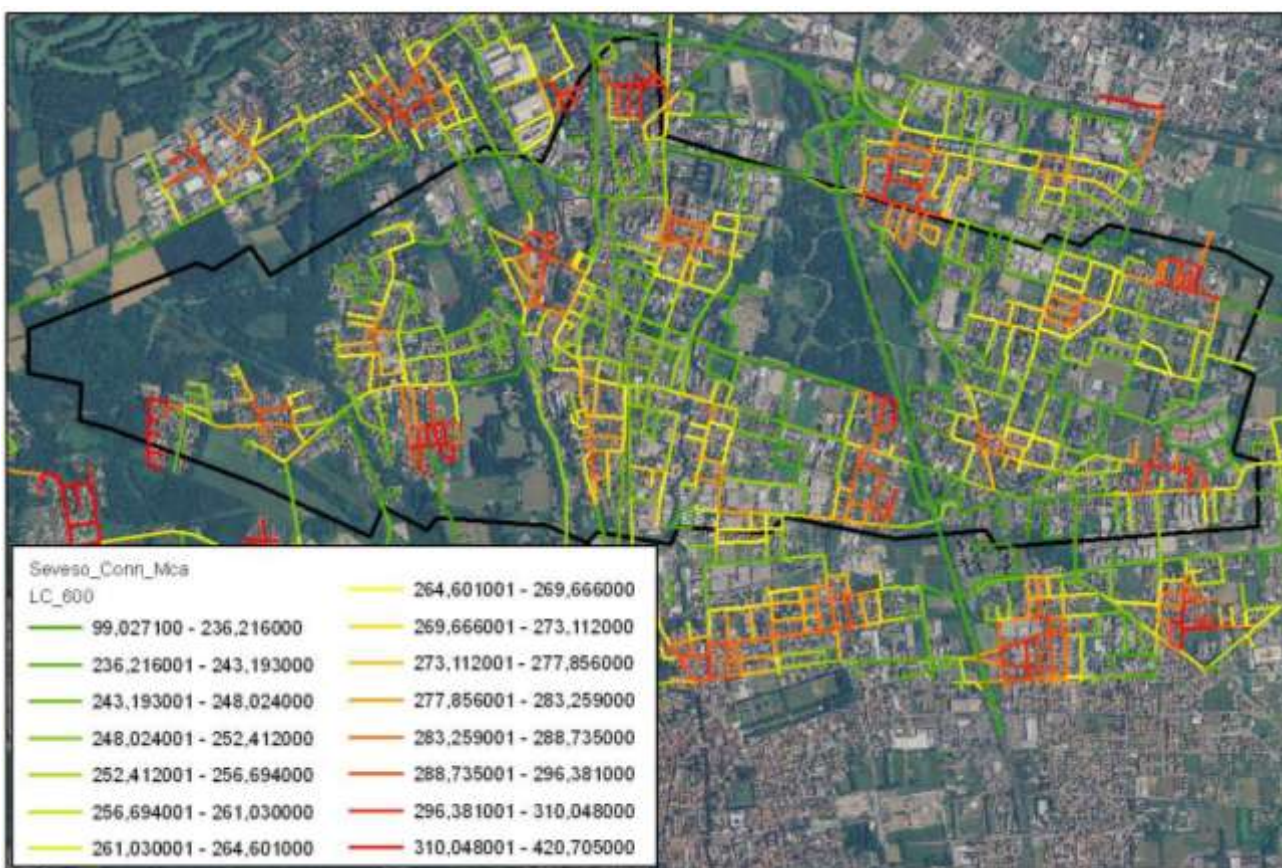 Seveso_Conn_Mca
LC_600
99,027100 - 236,216000
236,216001 - 243,193000
243,193001 - 248,024000
248,024001 - 252,412000
252,412001 - 256,694000
256,694001 - 261,030000
261,030001 - 264,601000
264,601001 - 269,666000
269,666001 - 273,112000
273,112001 - 277,856000
277,856001 - 283,259000
283,259001 - 288,735000
288,735001 - 296,381000
296,381001 - 310,048000
310,048001 - 420,705000